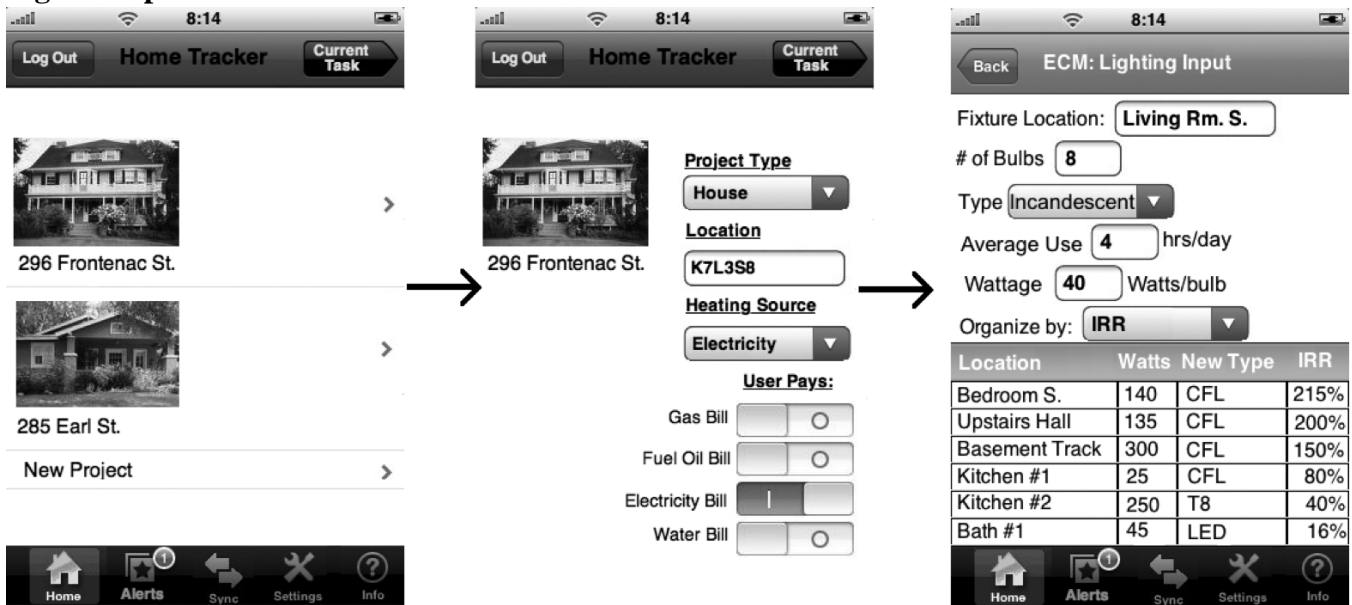 8:14
Log Out
Home Tracker
Current Task
296 Frontenac St.
285 Earl St.
New Project
Home
Alerts
1
Sync
Settings
Info
8:14
Log Out
Home Tracker
Current Task
296 Frontenac St.
Project Type
House
Location
K7L3S8
Heating Source
Electricity
User Pays:
Gas Bill
Fuel Oil Bill
Electricity Bill
Water Bill
8:14
Back
ECM: Lighting Input
Fixture Location: Living Rm. S.
# of Bulbs 8
Type Incandescent
Average Use 4 hrs/day
Wattage 40 Watts/bulb
Organize by: IRR
Location Watts New Type IRR
Bedroom S. 140 CFL 215%
Upstairs Hall 135 CFL 200%
Basement Track 300 CFL 150%
Kitchen #1 25 CFL 80%
Kitchen #2 250 T8 40%
Bath #1 45 LED 16%
Home
Alerts
1
Sync
Settings
Info